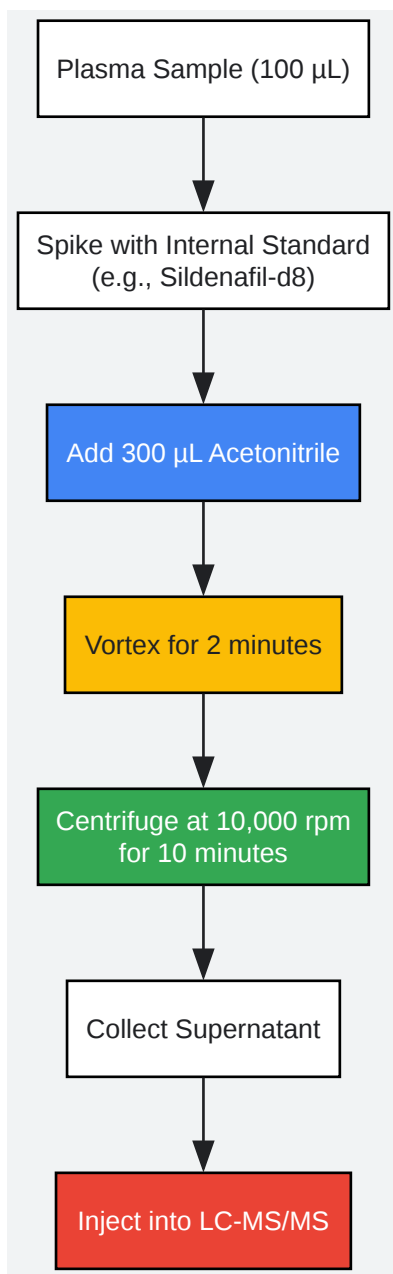 Plasma Sample (100 µL)
Spike with Internal Standard
(e.g., Sildenafil-d8)
Add 300 µL Acetonitrile
Vortex for 2 minutes
Centrifuge at 10,000 rpm
for 10 minutes
Collect Supernatant
Inject into LC-MS/MS